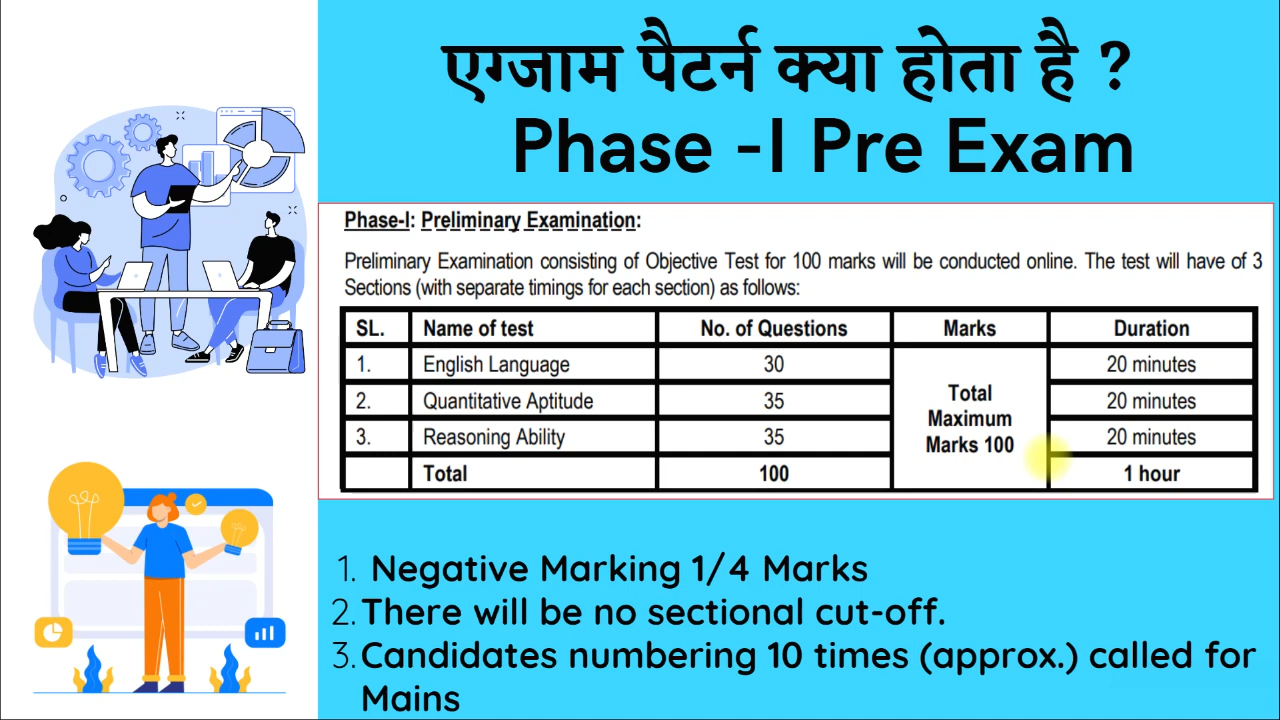 एग्जाम पैटर्न क्या होता है ?
Phase -I Pre Exam
Phase-I: Preliminary Examination:
Preliminary Examination consisting of Objective Test for 100 marks will be conducted online. The test will have of 3
Sections (with separate timings for each section) as follows:
SL. Name of test No. of Questions Marks Duration
1. English Language 30 20 minutes
2. Quantitative Aptitude 35 20 minutes
3. Reasoning Ability 35 20 minutes
Total
Maximum
Marks 100
Total 100 1 hour
1. Negative Marking 1/4 Marks
2. There will be no sectional cut-off.
3. Candidates numbering 10 times (approx.) called for
Mains